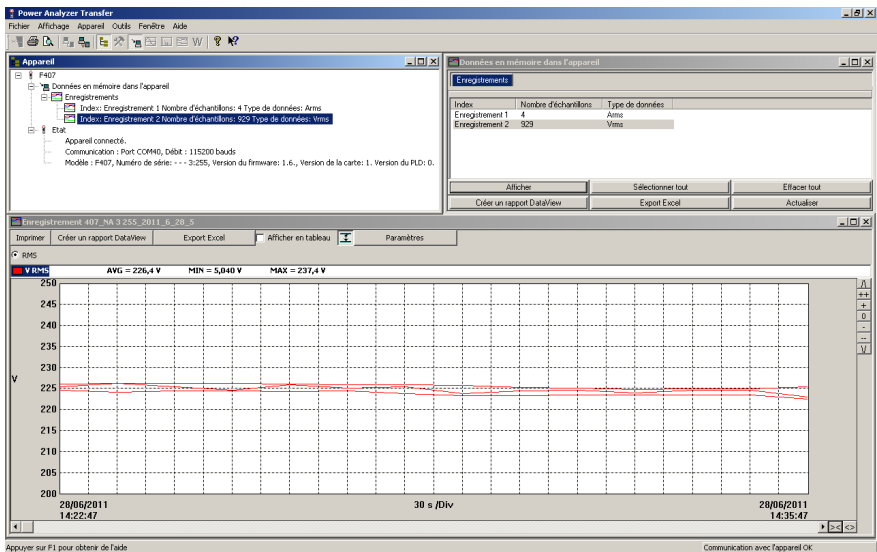 Power Analyzer Transfer
Fichier Affichage Appareil Outils Fenêtre Aide
Appareil
F407
Données en mémoire dans l'appareil
Enregistrements
Index: Enregistrement 1 Nombre d'échantillons: 4 Type de données: Arms
Index: Enregistrement 2 Nombre d'échantillons: 929 Type de données: Vrms
Etat
Appareil connecté.
Communication : Port COM40, Débit : 115200 bauds
Modèle : F407, Numéro de série: - - - 3:255, Version du firmware: 1.6., Version de la carte: 1. Version du PLD: 0.
Données en mémoire dans l'appareil
Enregistrements
Index Nombre d'échantillons Type de données
Enregistrement 1 4 Arms
Enregistrement 2 929 Vrms
Afficher Sélectionner tout Effacer tout
Créer un rapport DataView Export Excel Actualiser
Enregistrement 407_NA 3 255_2011_6_28_5
Imprimer Créer un rapport DataView Export Excel Afficher en tableau Paramètres
RMS
V RMS AVG = 226,4 V MIN = 5,040 V MAX = 237,4 V
250
245
240
235
230
V
225
220
215
210
205
200
28/06/2011 30 s /Div 28/06/2011
14:22:47 14:35:47
/\
++
+
0
-
--
\/
>< <>
Appuyer sur F1 pour obtenir de l'aide Communication avec l'appareil OK